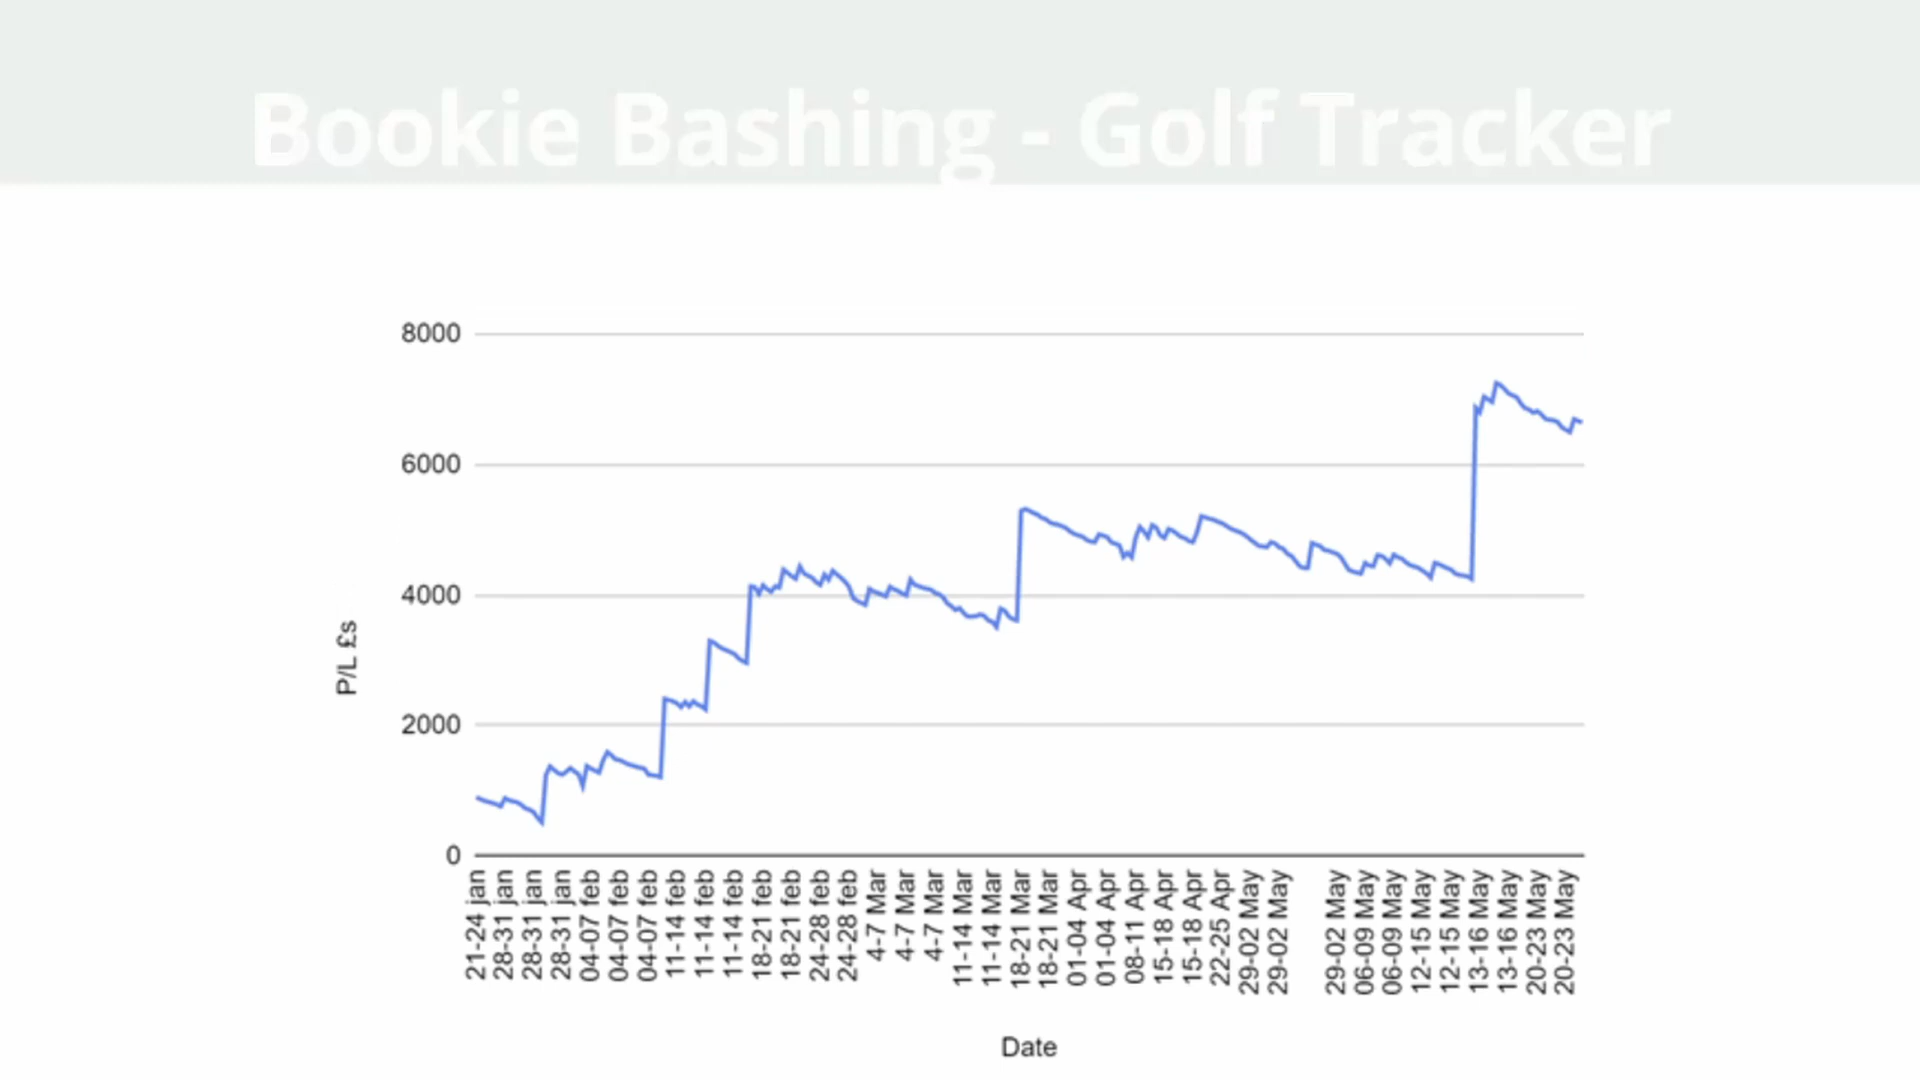 Bookie Bashing - Golf Tracker
8000
6000
4000
2000
0
P/L £s
21-24 jan
28-31 jan
28-31 jan
28-31 jan
04-07 feb
04-07 feb
04-07 feb
11-14 feb
11-14 feb
11-14 feb
18-21 feb
18-21 feb
24-28 feb
24-28 feb
4-7 Mar
4-7 Mar
4-7 Mar
11-14 Mar
11-14 Mar
18-21 Mar
18-21 Mar
01-04 Apr
01-04 Apr
08-11 Apr
15-18 Apr
15-18 Apr
22-25 Apr
29-02 May
29-02 May
29-02 May
06-09 May
06-09 May
12-15 May
12-15 May
13-16 May
13-16 May
20-23 May
20-23 May
Date